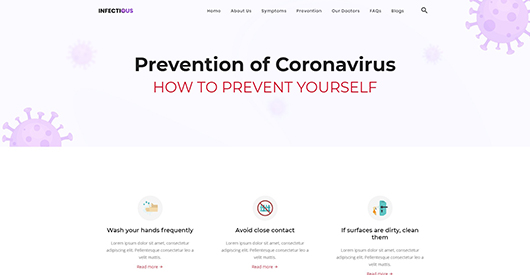 INFECTIOUS
Home About Us Symptoms Prevention Our Doctors FAQs Blogs
Prevention of Coronavirus
HOW TO PREVENT YOURSELF
Wash your hands frequently
Lorem ipsum dolor sit amet, consectetur
adipiscing elit. Pellentesque consectetur leo a
velit mattis.
Read more →
Avoid close contact
Lorem ipsum dolor sit amet, consectetur
adipiscing elit. Pellentesque consectetur leo a
velit mattis.
Read more →
If surfaces are dirty, clean
them
Lorem ipsum dolor sit amet, consectetur
adipiscing elit. Pellentesque consectetur leo a
velit mattis.
Read more →